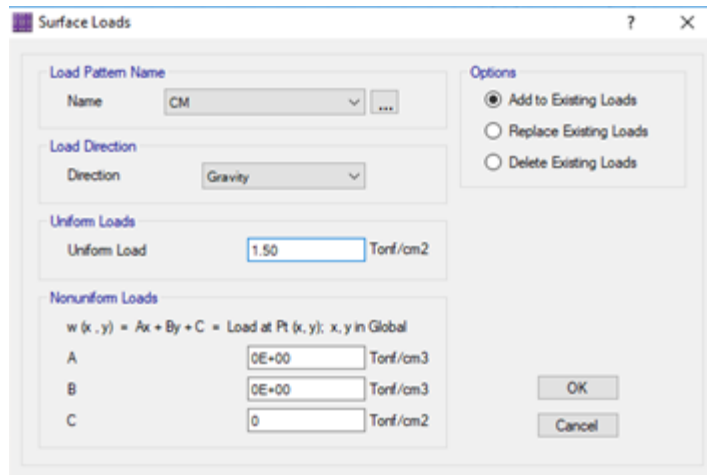 Surface Loads ? ×
Load Pattern Name
Name CM ...
Load Direction
Direction Gravity
Uniform Loads
Uniform Load 1.50 Tonf/cm2
Nonuniform Loads
w (x , y) = Ax + By + C = Load at Pt (x, y); x, y in Global
A 0E+00 Tonf/cm3
B 0E+00 Tonf/cm3
C 0 Tonf/cm2
Options
Add to Existing Loads
Replace Existing Loads
Delete Existing Loads
OK
Cancel